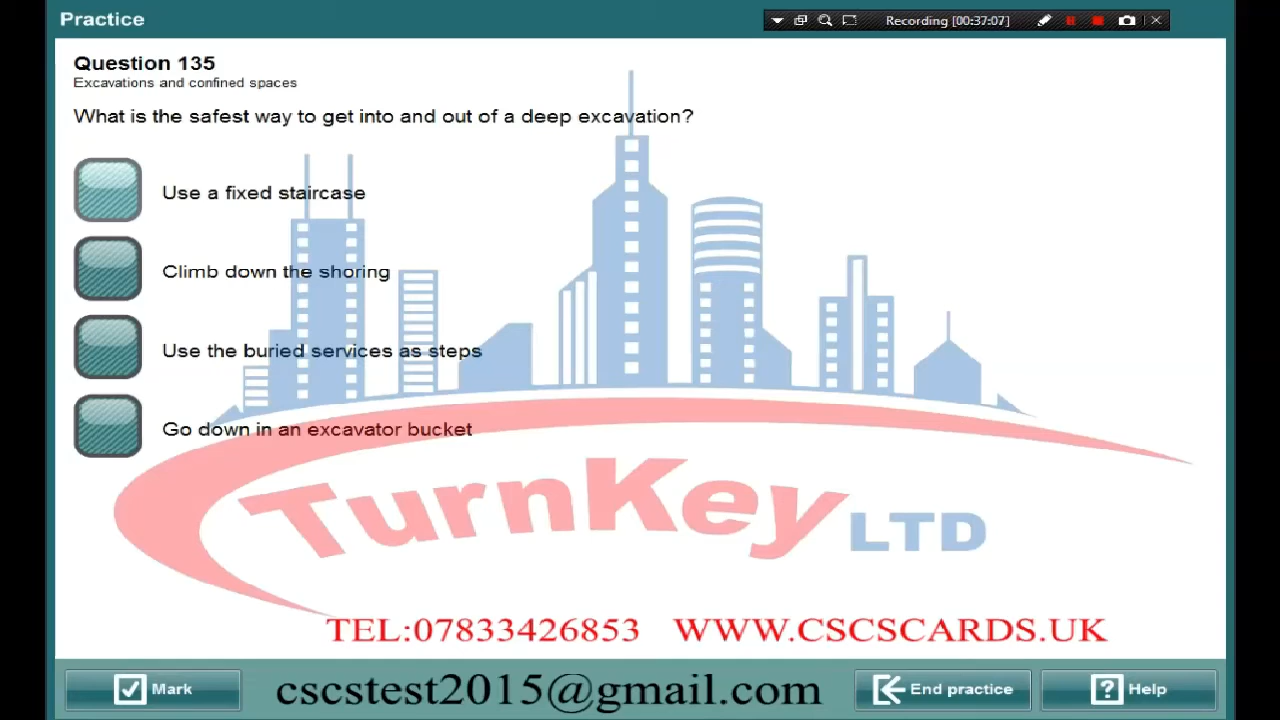 Practice
Recording [00:37:07]
Question 135
Excavations and confined spaces
What is the safest way to get into and out of a deep excavation?
Use a fixed staircase
Climb down the shoring
Use the buried services as steps
Go down in an excavator bucket
TurnKey LTD
TEL:07833426853 WWW.CSCSCARDS.UK
Mark
cscstest2015@gmail.com
End practice
Help